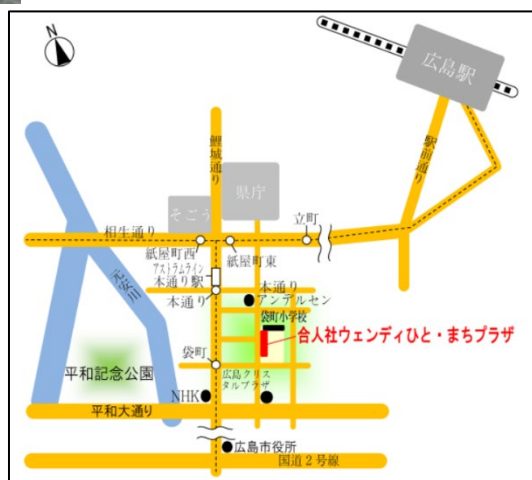 N
広島駅
鯉城通り
駅前通り
県庁
そごう
立町
相生通り
紙屋町西
紙屋町東
アストラムライン
本通り駅
本通り
本通り
アンデルセン
元安川
袋町小学校
合人社ウェンディひと・まちプラザ
袋町
平和記念公園
広島クリス
タルプラザ
NHK
平和大通り
広島市役所
国道2号線